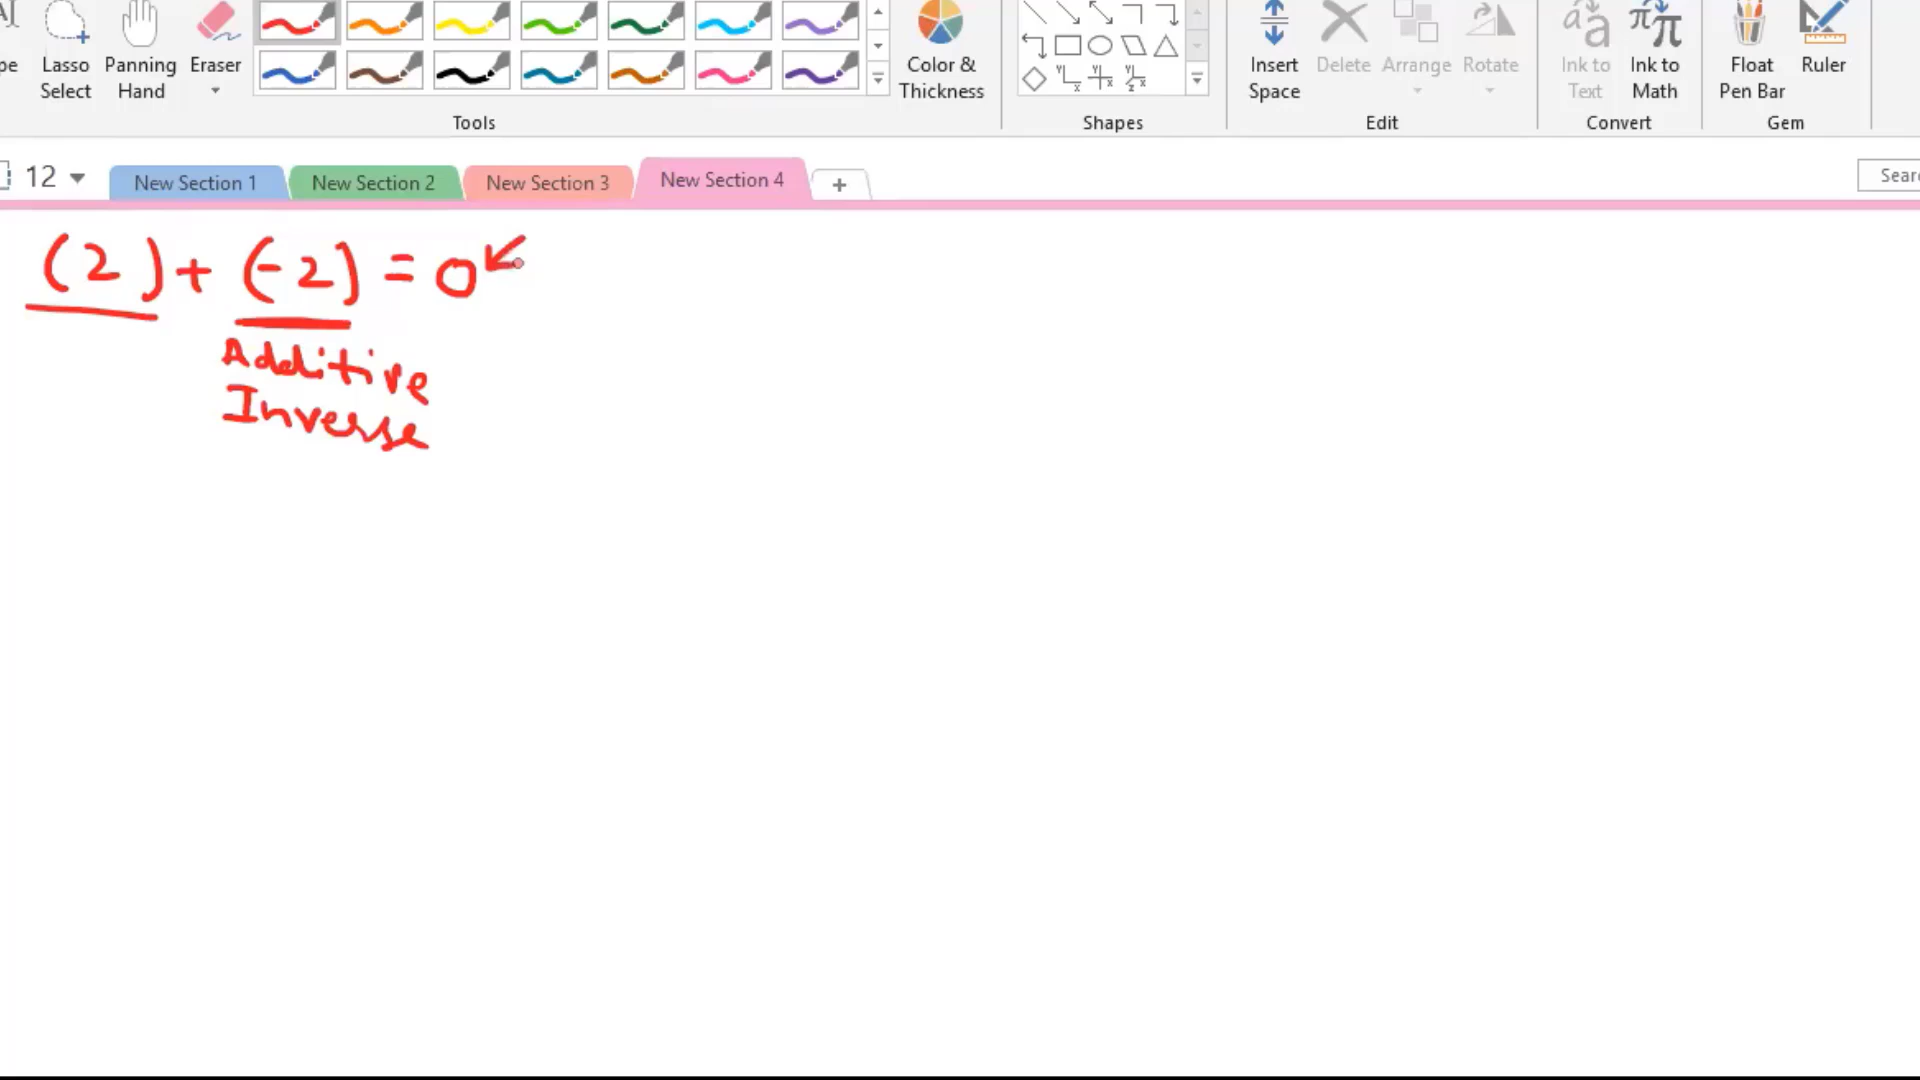 Lasso Select
Panning Hand
Eraser
Color & Thickness
Insert Space
Delete
Arrange
Rotate
Ink to Text
Ink to Math
Float Pen Bar
Ruler
Tools
Shapes
Edit
Convert
Gem
12
New Section 1
New Section 2
New Section 3
New Section 4
+
(2) + (-2) = 0
Additive
Inverse